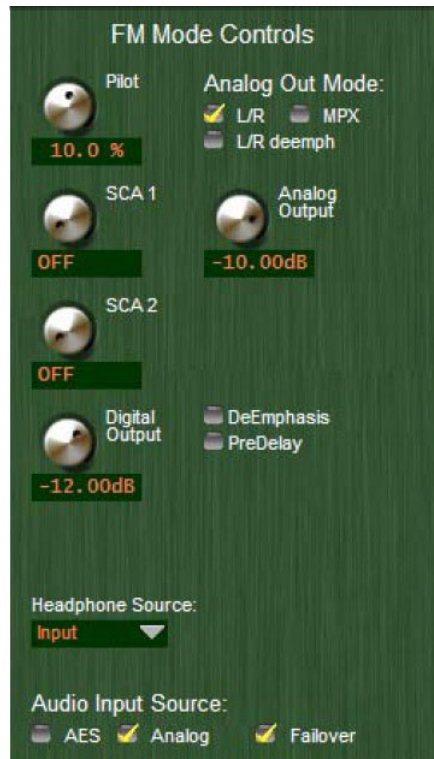 FM Mode Controls
Pilot
10.0 %
Analog Out Mode:
L/R MPX
L/R deemph
SCA 1
OFF
Analog
Output
-10.00dB
SCA 2
OFF
Digital
Output
-12.00dB
DeEmphasis
PreDelay
Headphone Source:
Input
Audio Input Source:
AES Analog Failover